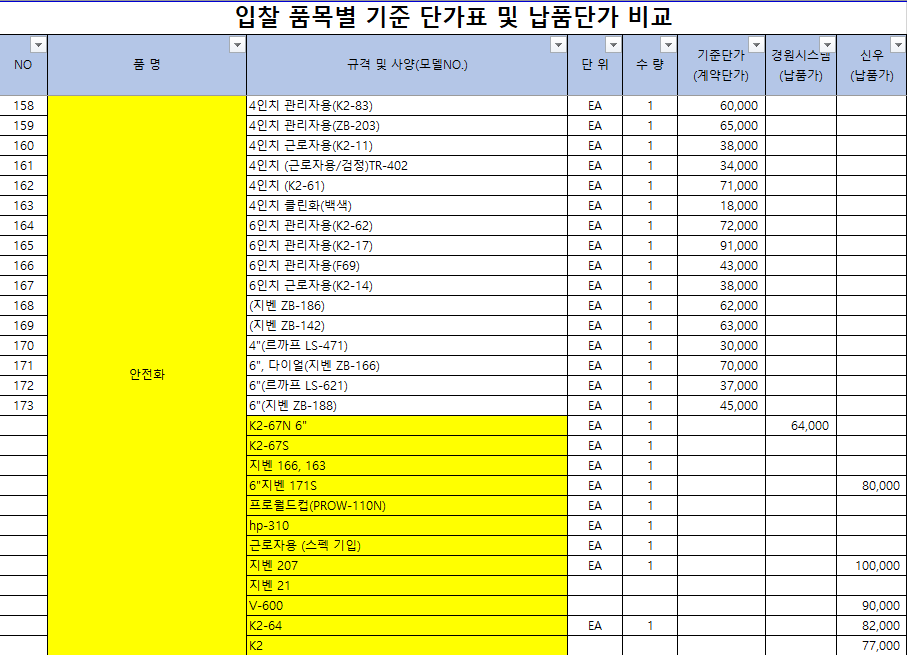 입찰 품목별 기준 단가표 및 납품단가 비교
NO 품 명 규격 및 사양(모델NO.) 단 위 수 량 기준단가 (계약단가) 경원시스템 (납품가) 신우 (납품가)
158 4인치 관리자용(K2-83) EA 1 60,000
159 4인치 관리자용(ZB-203) EA 1 65,000
160 4인치 근로자용(K2-11) EA 1 38,000
161 4인치 (근로자용/검정)TR-402 EA 1 34,000
162 4인치 (K2-61) EA 1 71,000
163 4인치 클린화(백색) EA 1 18,000
164 6인치 관리자용(K2-62) EA 1 72,000
165 6인치 관리자용(K2-17) EA 1 91,000
166 6인치 관리자용(F69) EA 1 43,000
167 6인치 근로자용(K2-14) EA 1 38,000
168 (지벤 ZB-186) EA 1 62,000
169 (지벤 ZB-142) EA 1 63,000
170 4"(르까프 LS-471) EA 1 30,000
171 안전화 6", 다이얼(지벤 ZB-166) EA 1 70,000
172 6"(르까프 LS-621) EA 1 37,000
173 6"(지벤 ZB-188) EA 1 45,000
K2-67N 6" EA 1 64,000
K2-67S EA 1
지벤 166, 163 EA 1
6"지벤 171S EA 1 80,000
프로월드컵(PROW-110N) EA 1
hp-310 EA 1
근로자용 (스펙 기입) EA 1
지벤 207 EA 1 100,000
지벤 21
V-600 90,000
K2-64 EA 1 82,000
K2 77,000